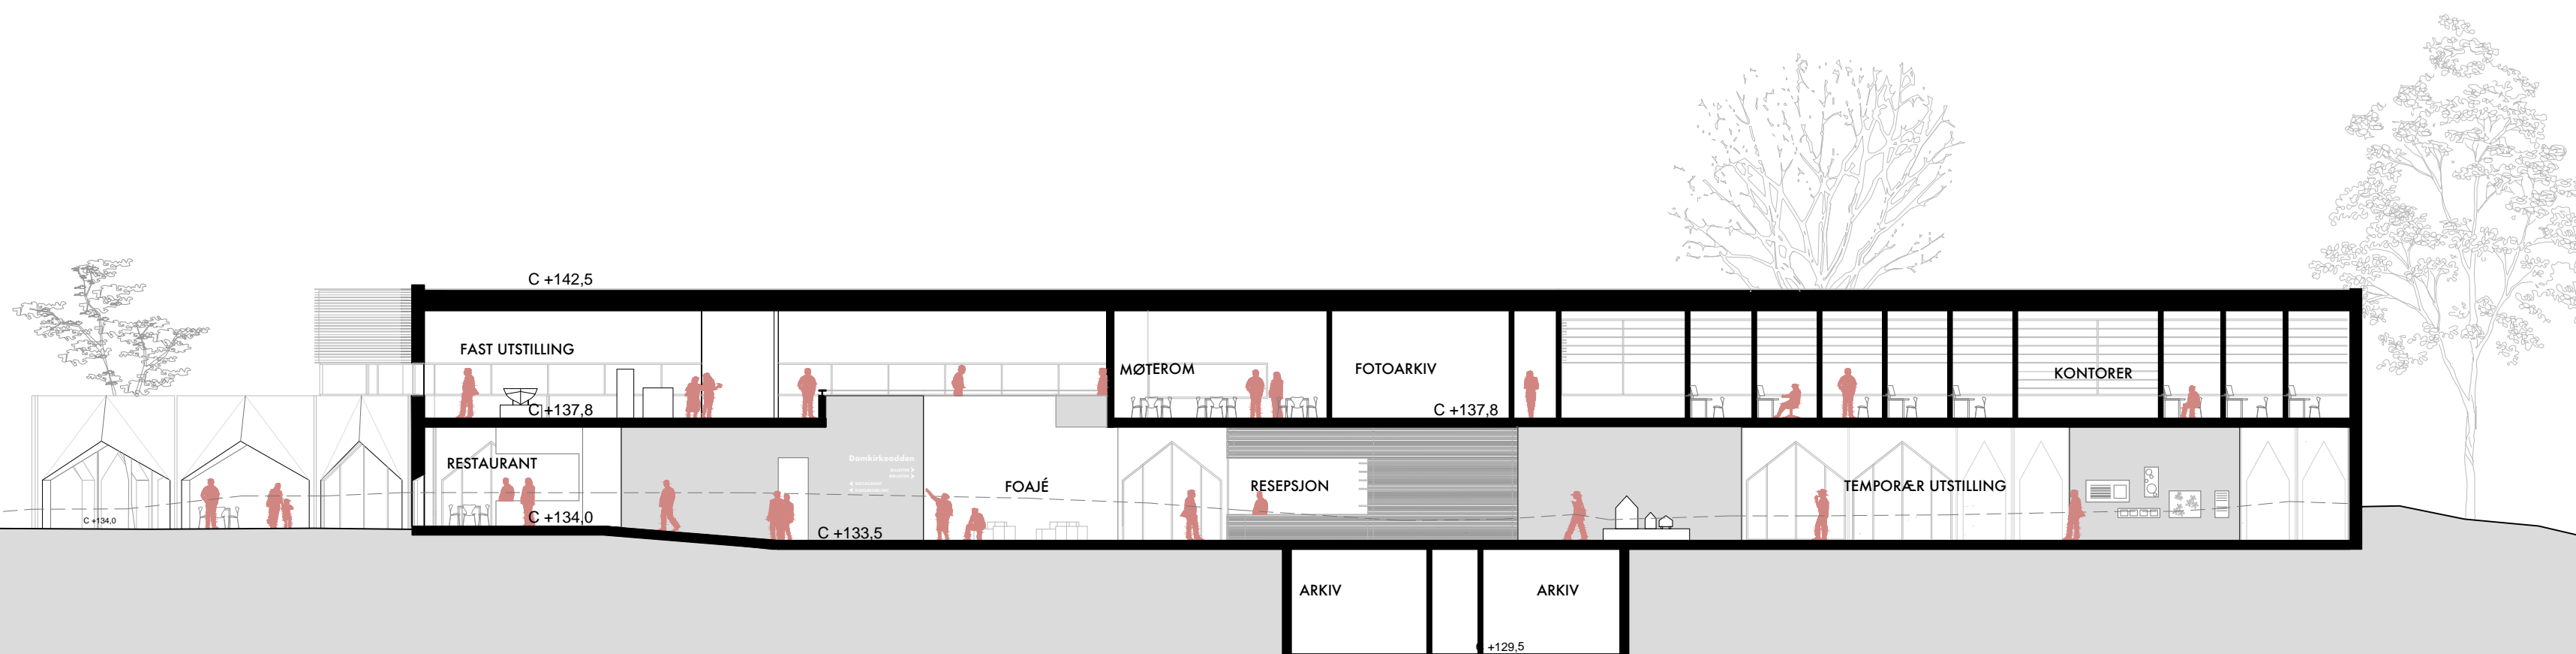 C +142,5
FAST UTSTILLING
MØTEROM
FOTOARKIV
KONTORER
C +137,8
C +137,8
RESTAURANT
Domkirkeodden
FOAJÉ
RESEPSJON
TEMPORÆR UTSTILLING
C +134,0
C +134,0
C +133,5
ARKIV
ARKIV
+129,5